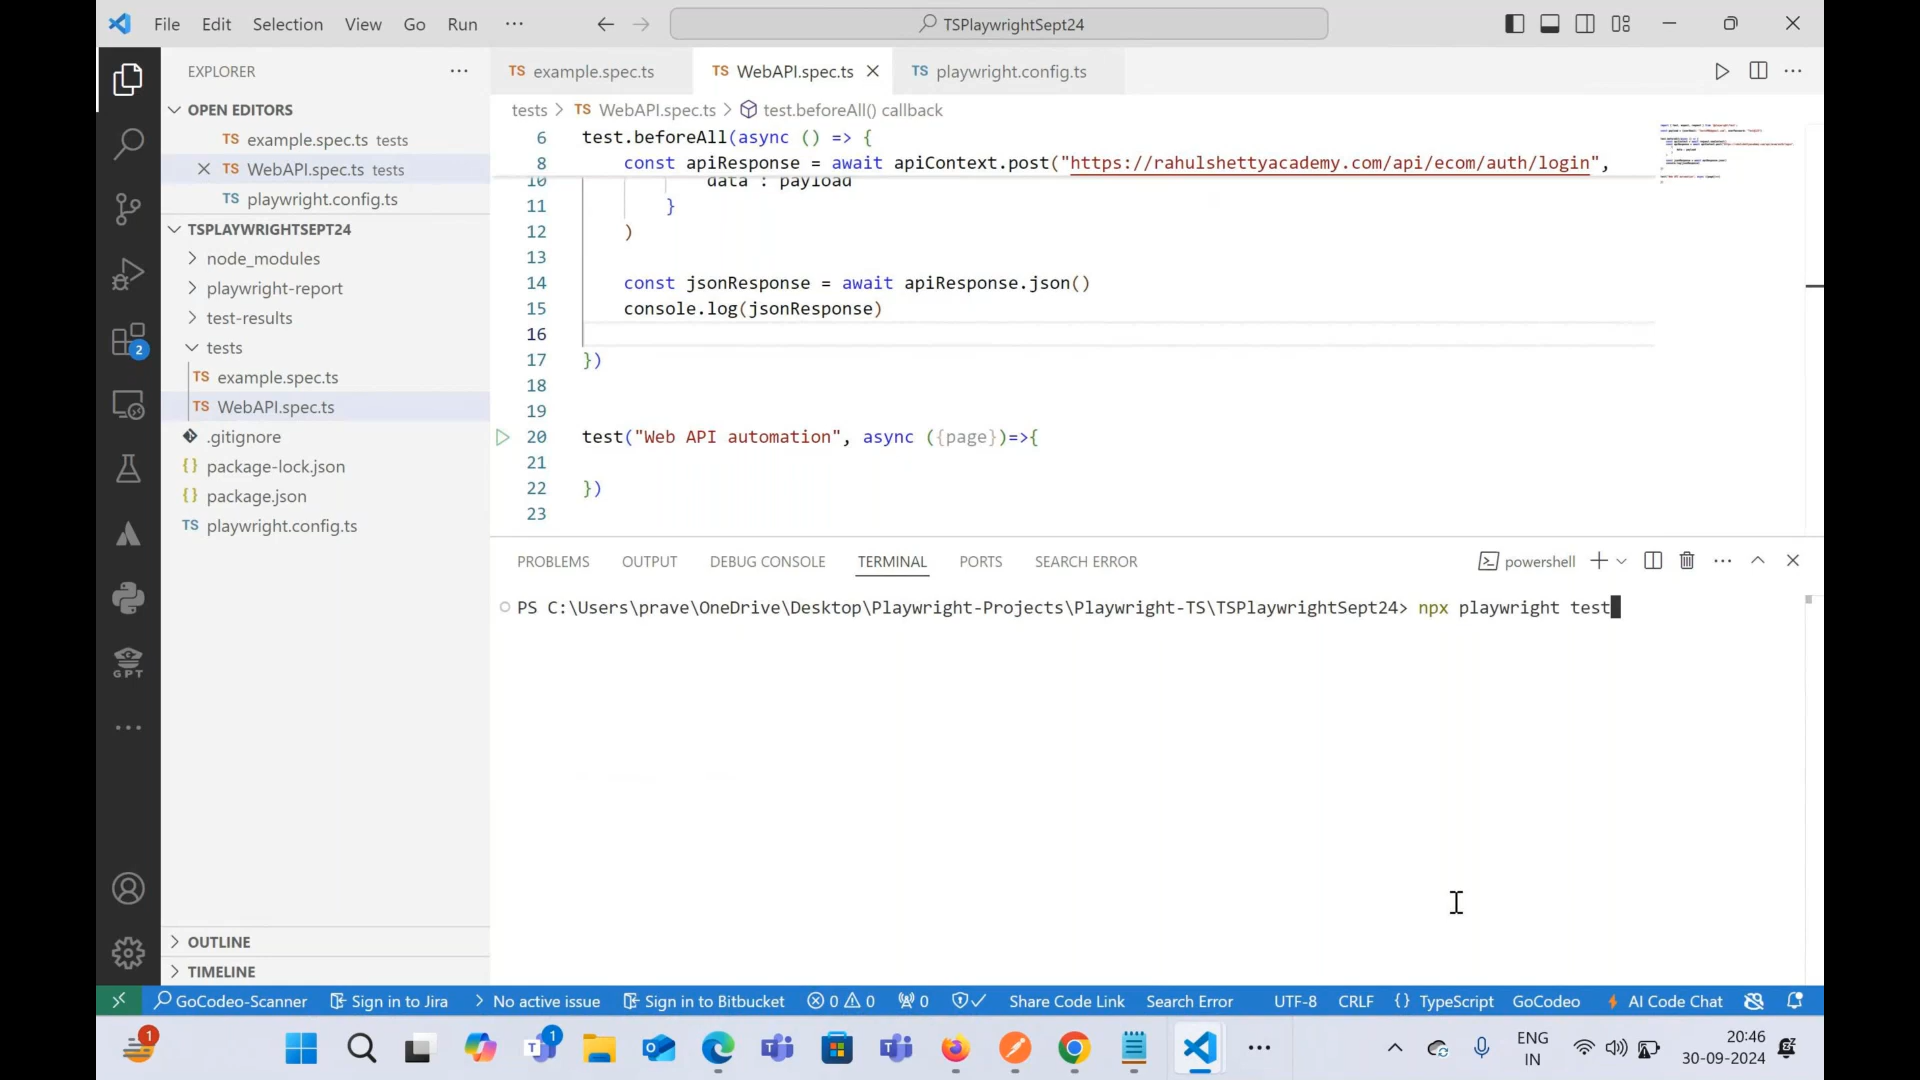 File Edit Selection View Go Run ··· TSPlaywrightSept24
EXPLORER
OPEN EDITORS
TS example.spec.ts tests
TS WebAPI.spec.ts tests
TS playwright.config.ts
TSPLAYWRIGHTSEPT24
node_modules
playwright-report
test-results
tests
TS example.spec.ts
TS WebAPI.spec.ts
.gitignore
{} package-lock.json
{} package.json
TS playwright.config.ts
OUTLINE
TIMELINE
2
GPT
TS example.spec.ts TS WebAPI.spec.ts TS playwright.config.ts
tests > TS WebAPI.spec.ts > test.beforeAll() callback
6 test.beforeAll(async () => {
8 const apiResponse = await apiContext.post("https://rahulshettyacademy.com/api/ecom/auth/login",
10 data : payload
11 }
12 )
13
14 const jsonResponse = await apiResponse.json()
15 console.log(jsonResponse)
16
17 })
18
19
20 test("Web API automation", async ({page})=>{
21
22 })
23
PROBLEMS OUTPUT DEBUG CONSOLE TERMINAL PORTS SEARCH ERROR powershell
PS C:\Users\prave\OneDrive\Desktop\Playwright-Projects\Playwright-TS\TSPlaywrightSept24> npx playwright test
GoCodeo-Scanner Sign in to Jira > No active issue Sign in to Bitbucket 0 0 0 Share Code Link Search Error UTF-8 CRLF {} TypeScript GoCodeo AI Code Chat
1 1 ENG
IN
20:46
30-09-2024